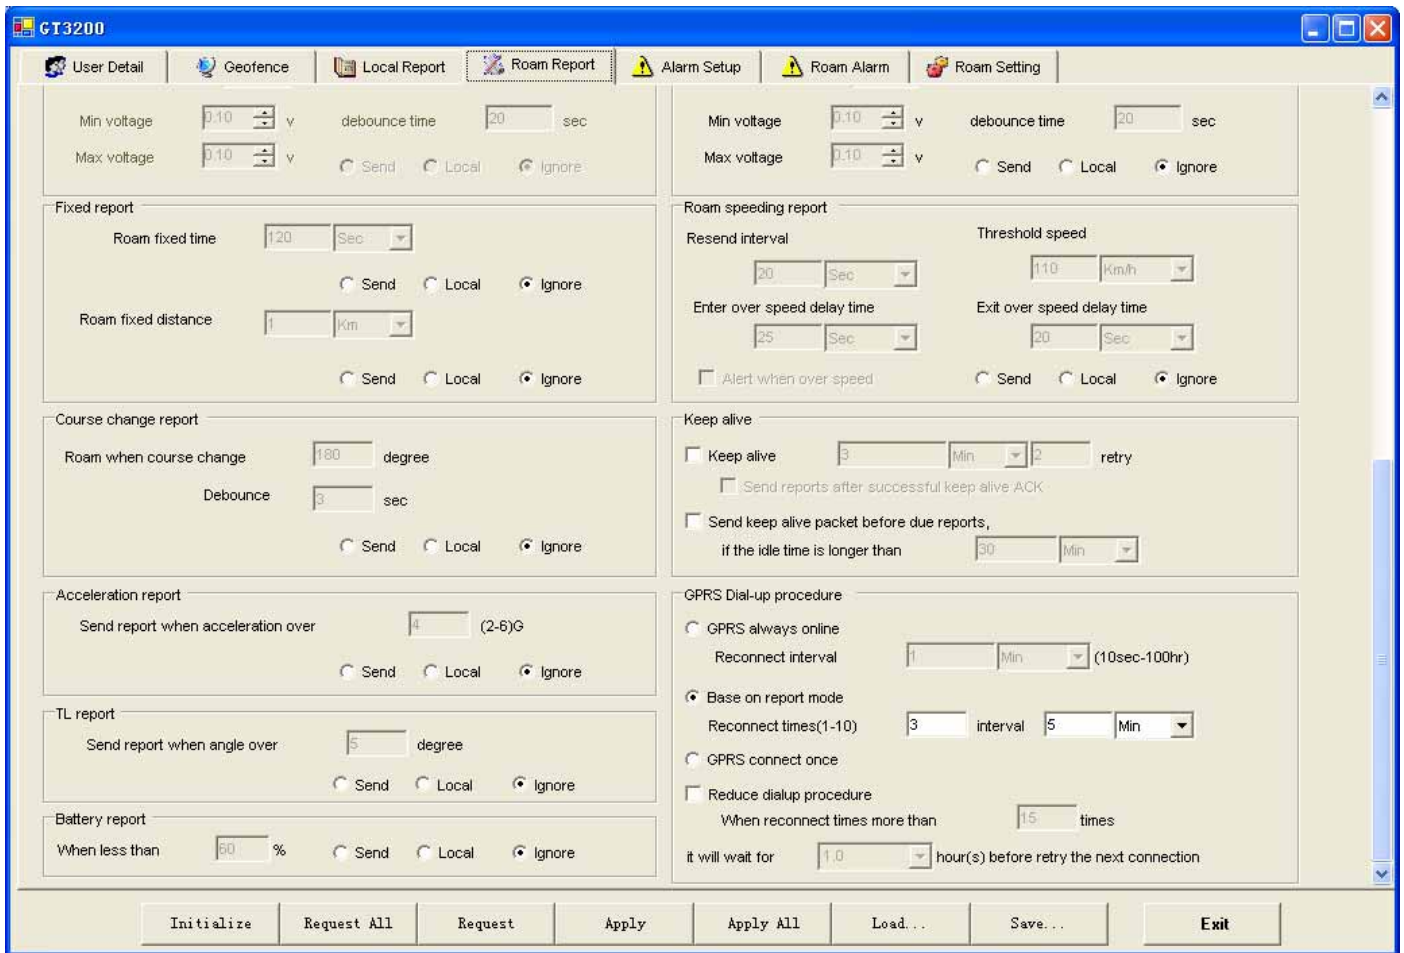 GT3200
User Detail Geofence Local Report Roam Report Alarm Setup Roam Alarm Roam Setting
Min voltage 0.10 v debounce time 20 sec
Max voltage 0.10 v Send Local Ignore
Min voltage 0.10 v debounce time 20 sec
Max voltage 0.10 v Send Local Ignore
Fixed report
Roam fixed time 120 Sec
Send Local Ignore
Roam fixed distance 1 Km
Send Local Ignore
Roam speeding report
Resend interval Threshold speed
20 Sec 110 Km/h
Enter over speed delay time Exit over speed delay time
25 Sec 20 Sec
Alert when over speed Send Local Ignore
Course change report
Roam when course change 180 degree
Debounce 3 sec
Send Local Ignore
Keep alive
Keep alive 3 Min 2 retry
Send reports after successful keep alive ACK
Send keep alive packet before due reports,
if the idle time is longer than 30 Min
Acceleration report
Send report when acceleration over 4 (2-6)G
Send Local Ignore
TL report
Send report when angle over 5 degree
Send Local Ignore
Battery report
When less than 60 % Send Local Ignore
GPRS Dial-up procedure
GPRS always online
Reconnect interval 1 Min (10sec-100hr)
Base on report mode
Reconnect times(1-10) 3 interval 5 Min
GPRS connect once
Reduce dialup procedure
When reconnect times more than 15 times
it will wait for 1.0 hour(s) before retry the next connection
Initialize Request All Request Apply Apply All Load... Save... Exit